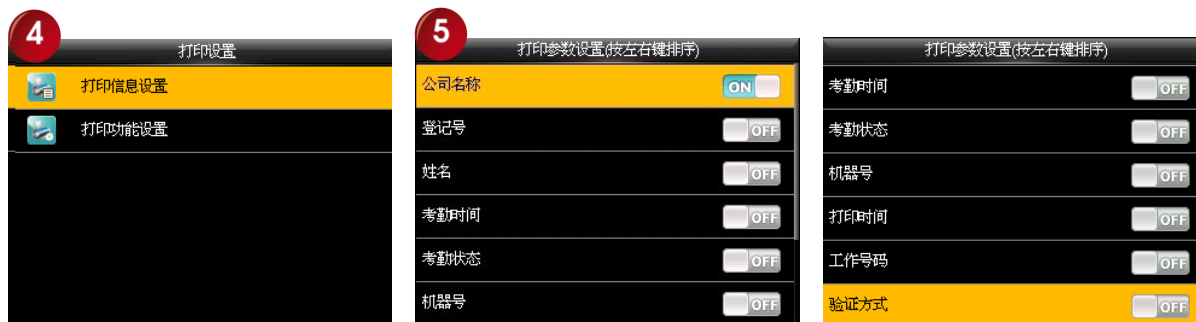 4
打印设置
打印信息设置
打印功能设置
5
打印参数设置(按左右键排序)
公司名称 ON
登记号 OFF
姓名 OFF
考勤时间 OFF
考勤状态 OFF
机器号 OFF
打印参数设置(按左右键排序)
考勤时间 OFF
考勤状态 OFF
机器号 OFF
打印时间 OFF
工作号码 OFF
验证方式 OFF